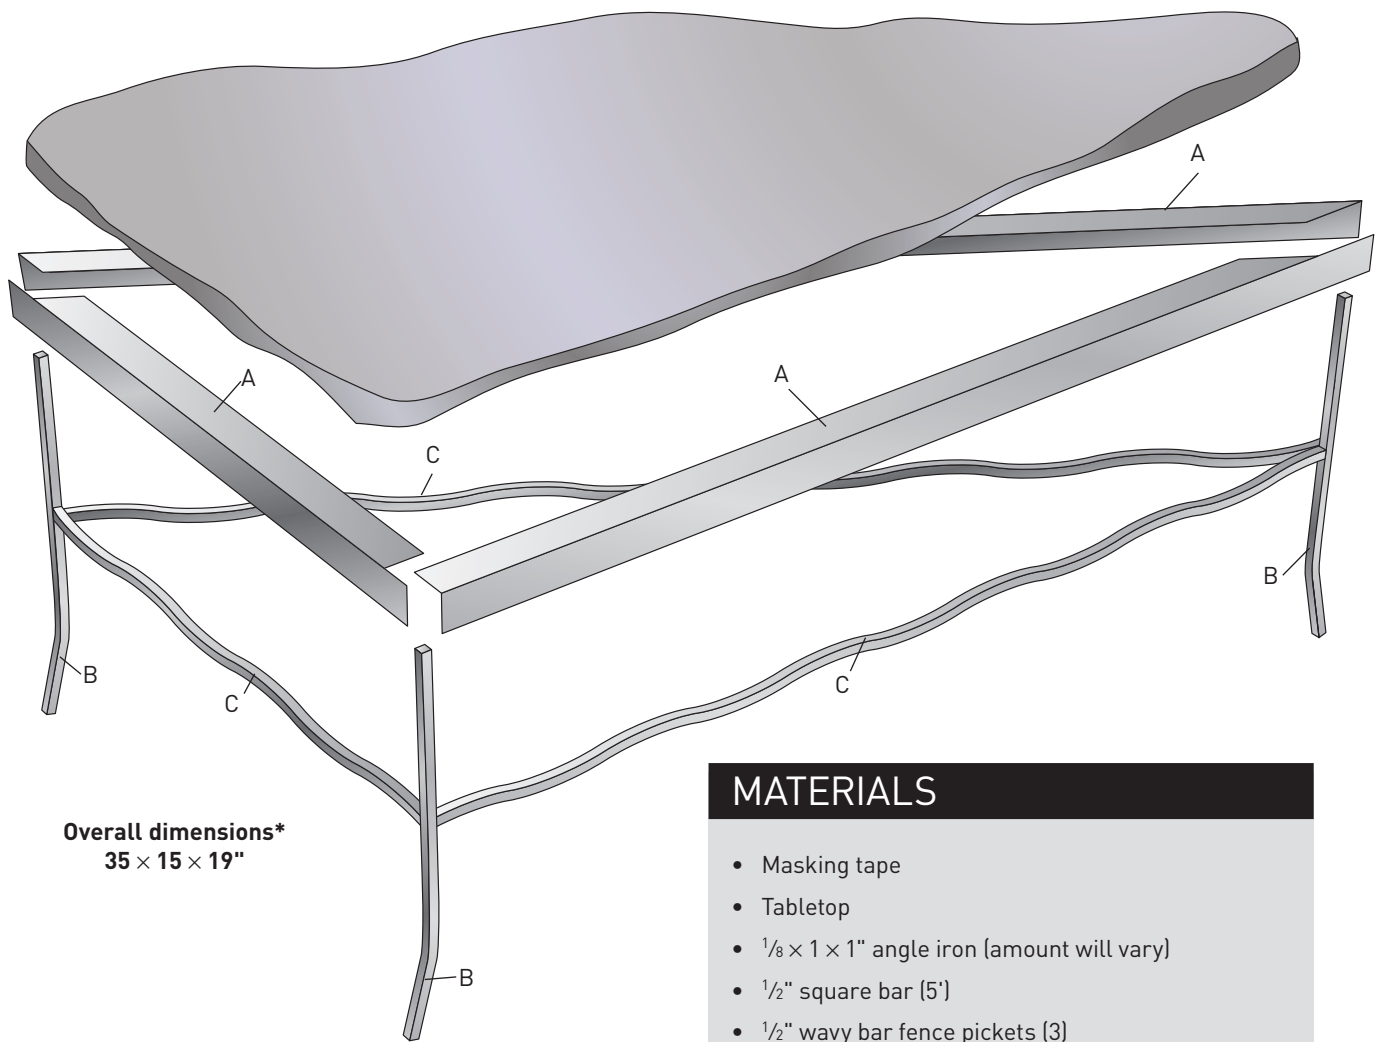 A
A
A
C
B
B
C
C
B
Overall dimensions*
35 × 15 × 19"
MATERIALS
• Masking tape
• Tabletop
• 1/8 × 1 × 1" angle iron (amount will vary)
• 1/2" square bar (5')
• 1/2" wavy bar fence pickets (3)